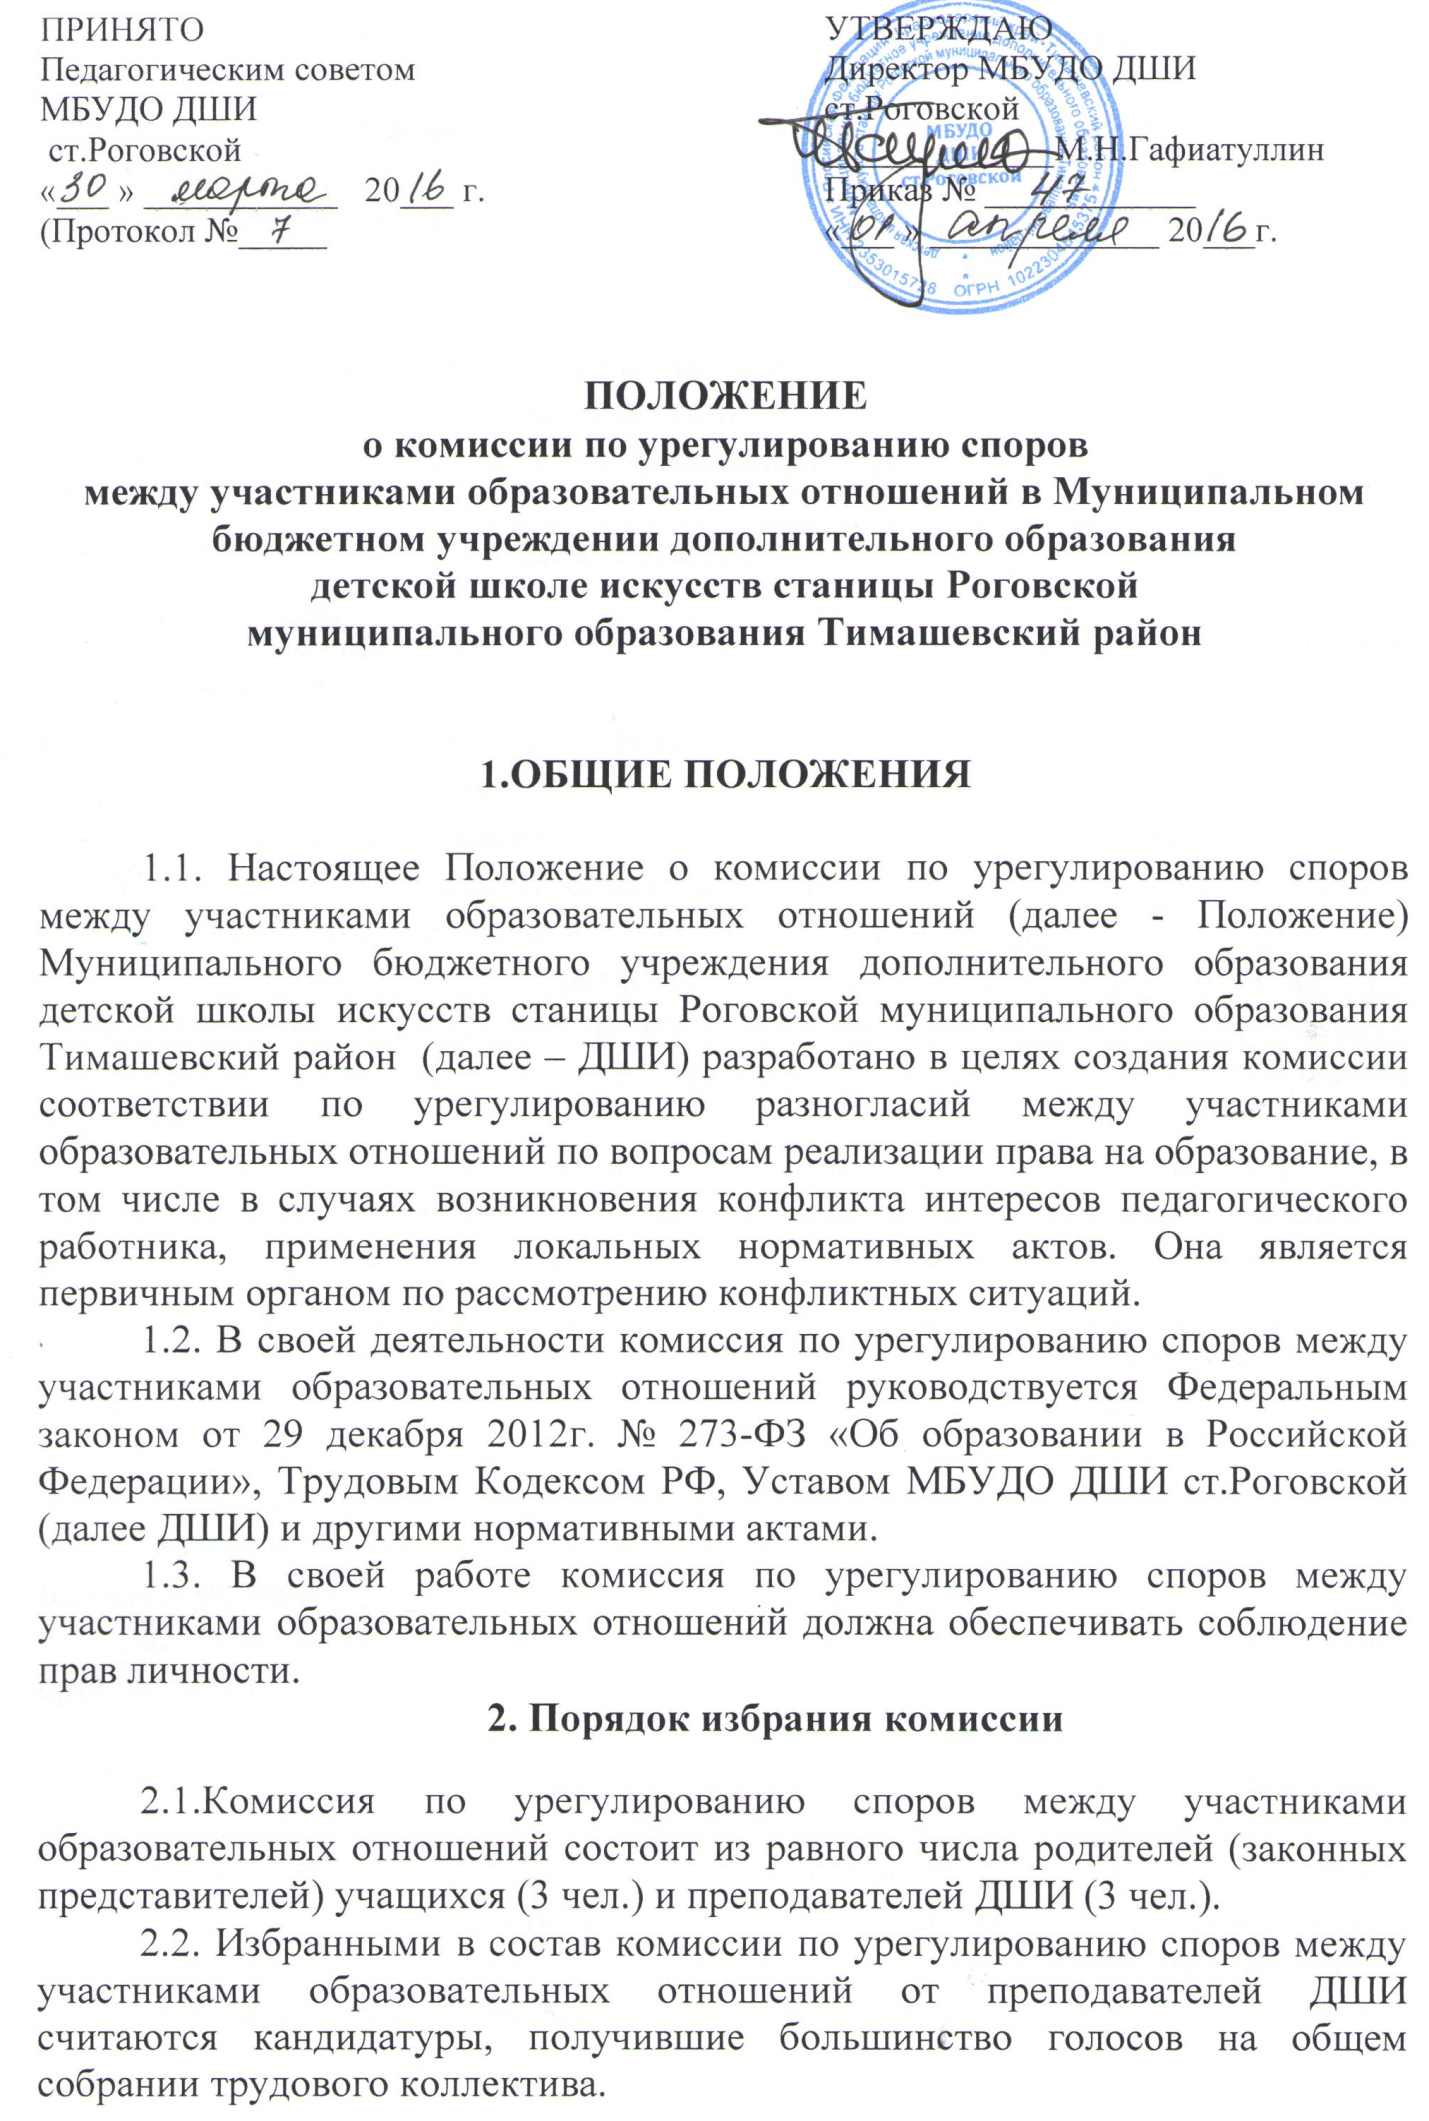 ПРИНЯТО
Педагогическим советом
МБУДО ДШИ
ст.Роговской
«30 » марта 2016 г.
(Протокол № 7
УТВЕРЖДАЮ
Директор МБУДО ДШИ
ст.Роговской
М.Н.Гафиатуллин
Приказ № 47
«01 » апреля 2016 г.
МБУДО
ДШИ
ст.Роговской
ПОЛОЖЕНИЕ
о комиссии по урегулированию споров
между участниками образовательных отношений в Муниципальном
бюджетном учреждении дополнительного образования
детской школе искусств станицы Роговской
муниципального образования Тимашевский район
1.ОБЩИЕ ПОЛОЖЕНИЯ
1.1. Настоящее Положение о комиссии по урегулированию споров
между участниками образовательных отношений (далее - Положение)
Муниципального бюджетного учреждения дополнительного образования
детской школы искусств станицы Роговской муниципального образования
Тимашевский район (далее – ДШИ) разработано в целях создания комиссии
соответствии по урегулированию разногласий между участниками
образовательных отношений по вопросам реализации права на образование, в
том числе в случаях возникновения конфликта интересов педагогического
работника, применения локальных нормативных актов. Она является
первичным органом по рассмотрению конфликтных ситуаций.
1.2. В своей деятельности комиссия по урегулированию споров между
участниками образовательных отношений руководствуется Федеральным
законом от 29 декабря 2012г. № 273-ФЗ «Об образовании в Российской
Федерации», Трудовым Кодексом РФ, Уставом МБУДО ДШИ ст.Роговской
(далее ДШИ) и другими нормативными актами.
1.3. В своей работе комиссия по урегулированию споров между
участниками образовательных отношений должна обеспечивать соблюдение
прав личности.
2. Порядок избрания комиссии
2.1.Комиссия по урегулированию споров между участниками
образовательных отношений состоит из равного числа родителей (законных
представителей) учащихся (3 чел.) и преподавателей ДШИ (3 чел.).
2.2. Избранными в состав комиссии по урегулированию споров между
участниками образовательных отношений от преподавателей ДШИ
считаются кандидатуры, получившие большинство голосов на общем
собрании трудового коллектива.